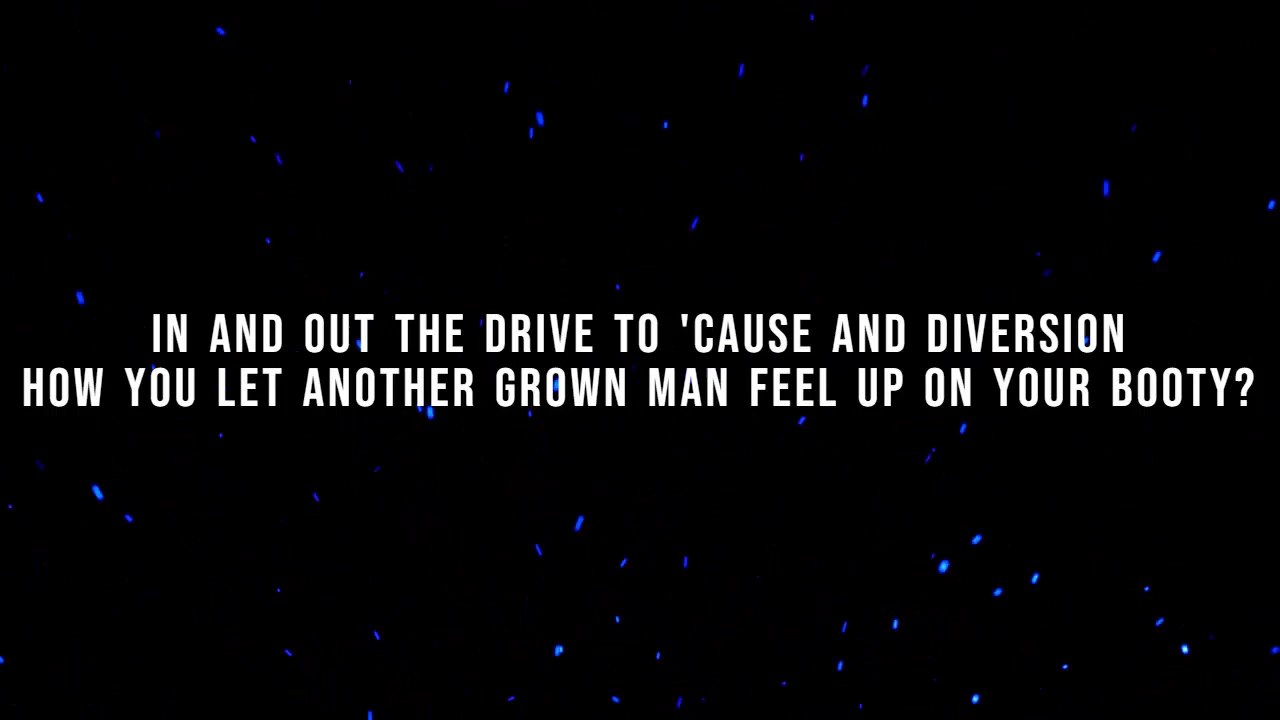 IN AND OUT THE DRIVE TO 'CAUSE AND DIVERSION
HOW YOU LET ANOTHER GROWN MAN FEEL UP ON YOUR BOOTY?